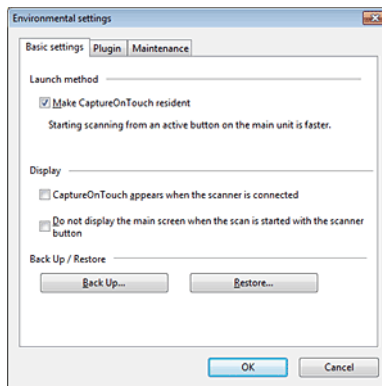 Environmental settings
Basic settings Plugin Maintenance
Launch method
Make CaptureOnTouch resident
Starting scanning from an active button on the main unit is faster.
Display
CaptureOnTouch appears when the scanner is connected
Do not display the main screen when the scan is started with the scanner
button
Back Up / Restore
Back Up... Restore...
OK Cancel